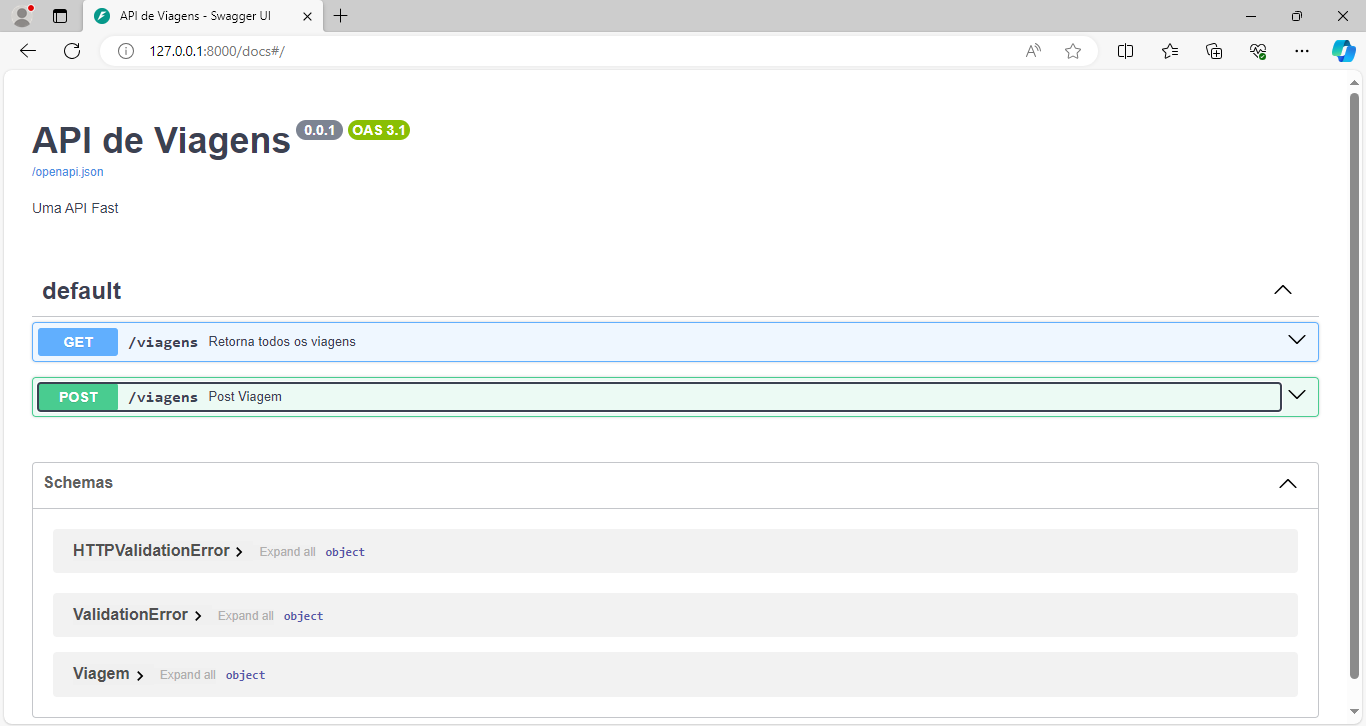 API de Viagens - Swagger UI
127.0.0.1:8000/docs#/
API de Viagens 0.0.1 OAS 3.1
/openapi.json
Uma API Fast
default
GET /viagens Retorna todos os viagens
POST /viagens Post Viagem
Schemas
HTTPValidationError Expand all object
ValidationError Expand all object
Viagem Expand all object